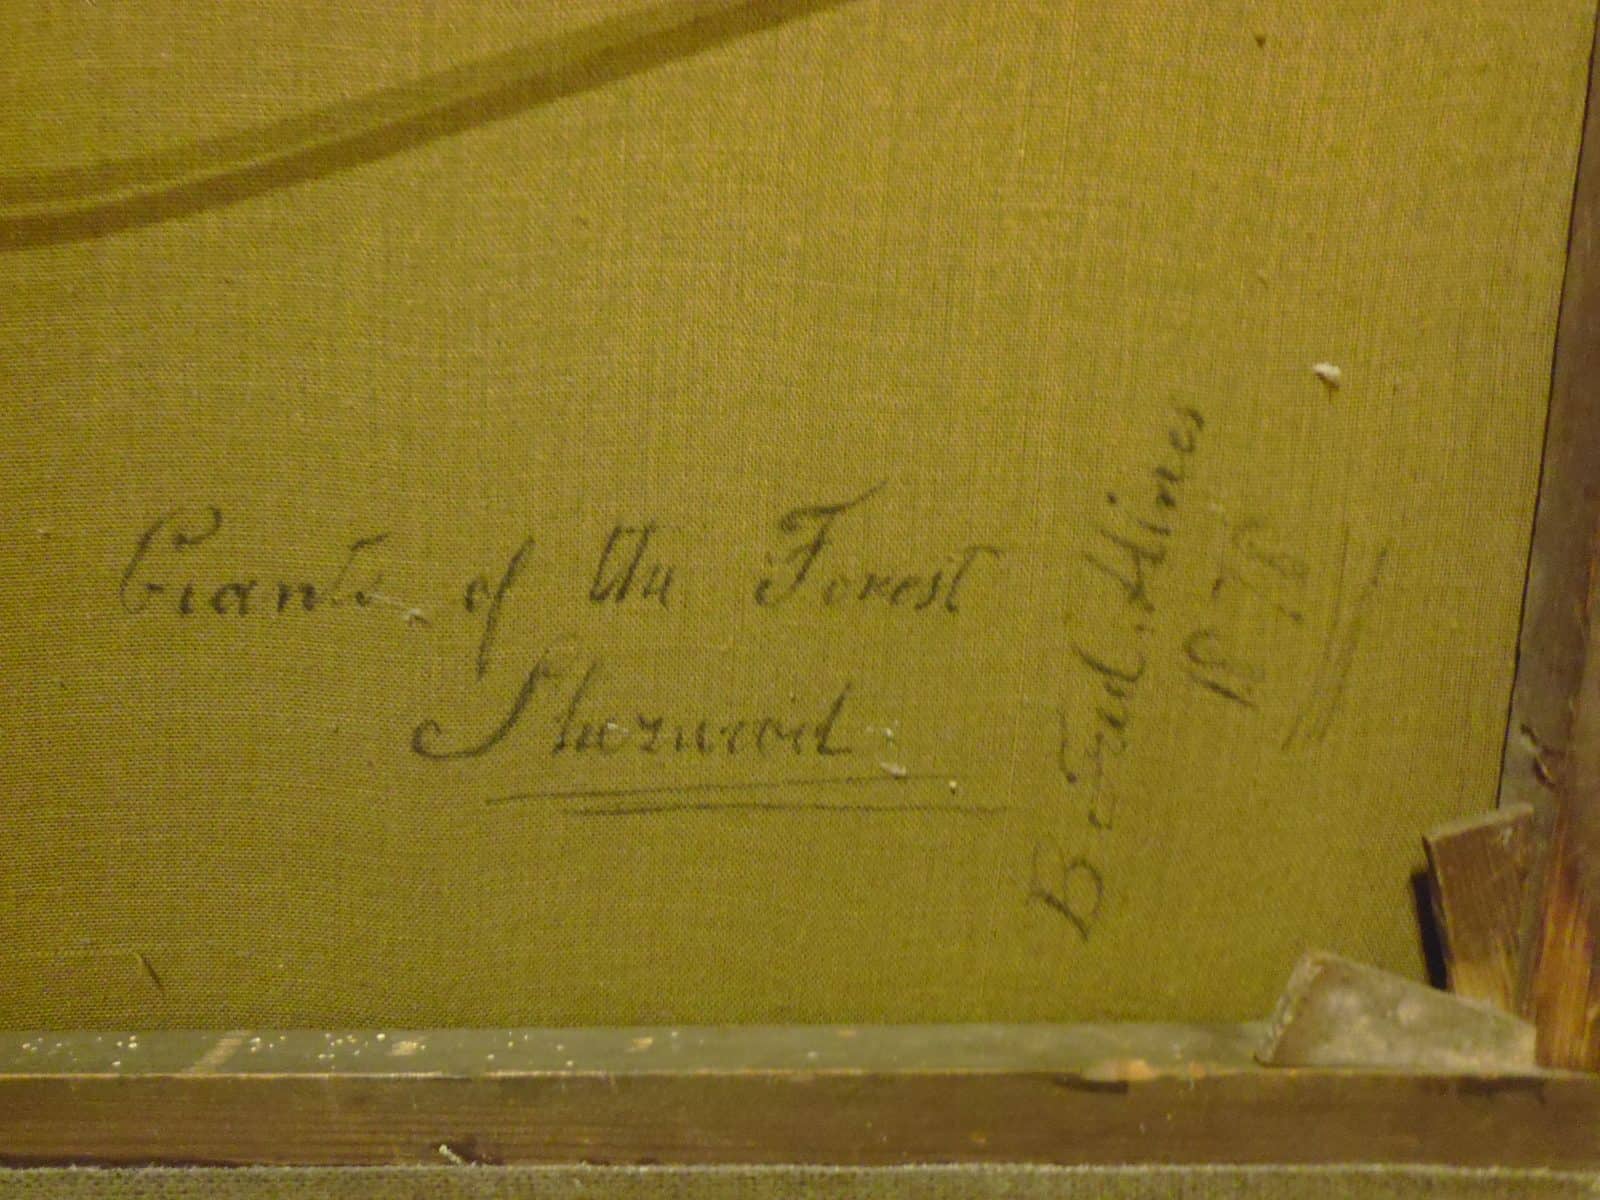 Giants of the Forest
Sherwood
Fred. Hines
1878